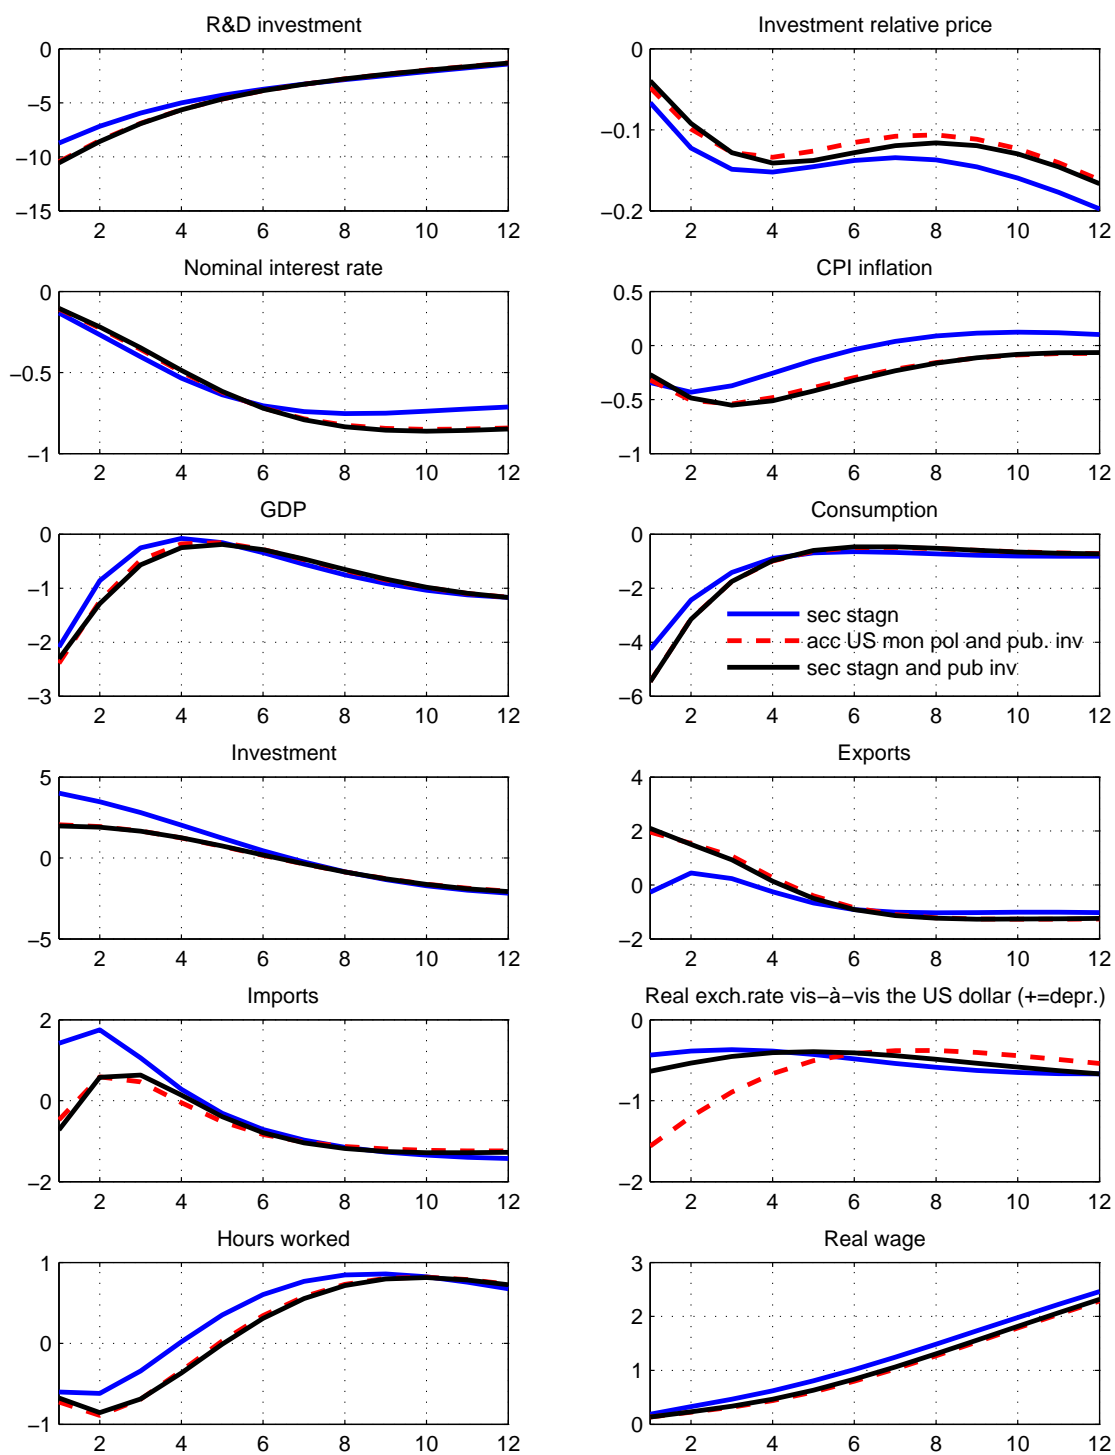 R&D investment
Investment relative price
0
−5
−10
−15
2 4 6 8 10 12
0
−0.1
−0.2
2 4 6 8 10 12
Nominal interest rate
CPI inflation
0
−0.5
−1
2 4 6 8 10 12
0.5
0
−0.5
−1
2 4 6 8 10 12
GDP
Consumption
0
−1
−2
−3
2 4 6 8 10 12
0
−2
−4
−6
2 4 6 8 10 12
sec stagn
acc US mon pol and pub. inv
sec stagn and pub inv
Investment
Exports
5
0
−5
2 4 6 8 10 12
4
2
0
−2
2 4 6 8 10 12
Imports
Real exch.rate vis−à−vis the US dollar (+=depr.)
2
0
−2
2 4 6 8 10 12
0
−1
−2
2 4 6 8 10 12
Hours worked
Real wage
1
0
−1
2 4 6 8 10 12
3
2
1
0
2 4 6 8 10 12